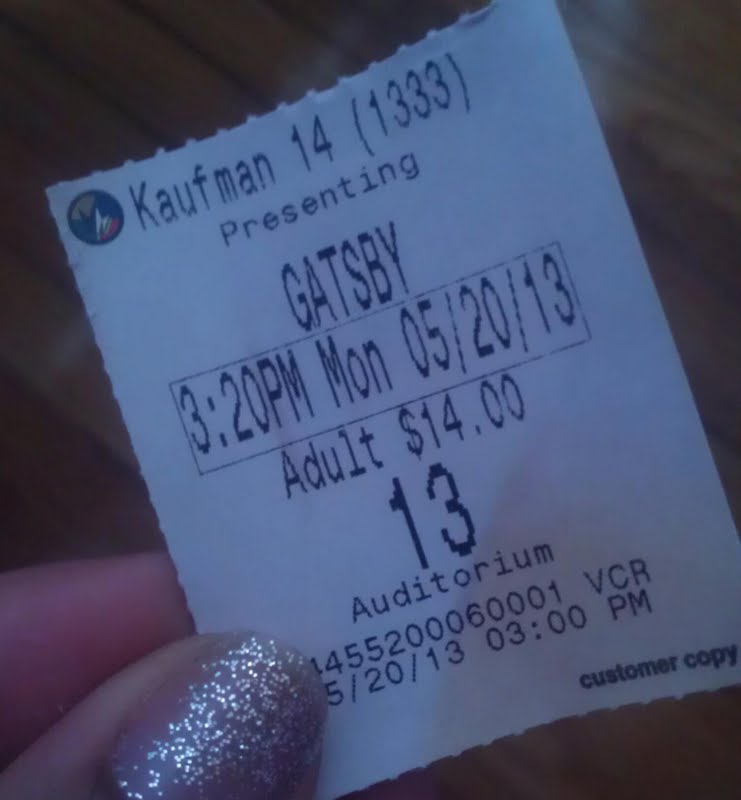 Kaufman 14 (1333)
Presenting
GATSBY
3:20PM Mon 05/20/13
Adult $14.00
13
Auditorium
4455200060001 VCR
5/20/13 03:00 PM
customer copy